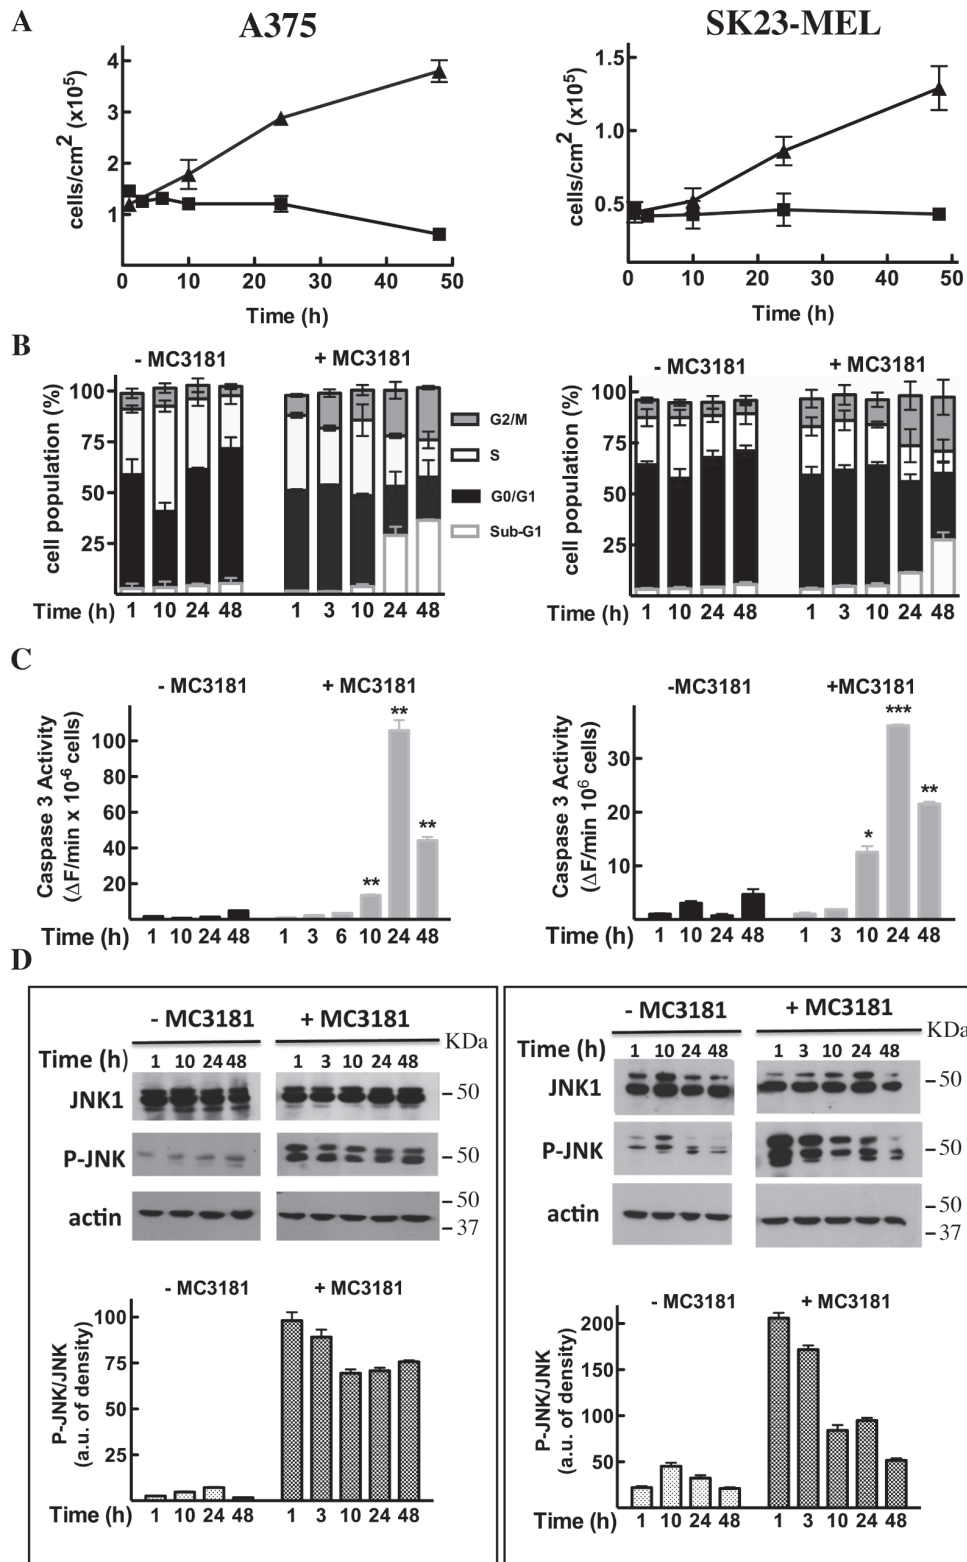 A
A375
SK23-MEL
cells/cm2 (x10^5)
4
3
2
1
0 10 20 30 40 50
Time (h)
cells/cm2 (x10^5)
1.5
1.0
0.5
0 10 20 30 40 50
Time (h)
B
- MC3181
+ MC3181
cell population (%)
100
75
50
25
Time (h) 1 10 24 48 1 3 10 24 48
G2/M
S
G0/G1
Sub-G1
- MC3181
+ MC3181
cell population (%)
100
75
50
25
Time (h) 1 10 24 48 1 3 10 24 48
C
- MC3181
+ MC3181
Caspase 3 Activity
(ΔF/min x 10^-6 cells)
100
80
60
40
20
** ** **
Time (h) 1 10 24 48 1 3 6 10 24 48
-MC3181
+MC3181
Caspase 3 Activity
(ΔF/min 10^6 cells)
30
20
10
* *** **
Time (h) 1 10 24 48 1 3 10 24 48
D
- MC3181 + MC3181
KDa
Time (h) 1 10 24 48 1 3 10 24 48
JNK1
- 50
P-JNK
- 50
actin
- 50
- 37
- MC3181
+ MC3181
P-JNK/JNK
(a.u. of density)
100
75
50
25
Time (h) 1 10 24 48 1 3 10 24 48
- MC3181 + MC3181
KDa
Time (h) 1 10 24 48 1 3 10 24 48
JNK1
- 50
P-JNK
- 50
actin
- 50
- 37
- MC3181
+ MC3181
P-JNK/JNK
(a.u. of density)
200
150
100
50
Time (h) 1 10 24 48 1 3 10 24 48